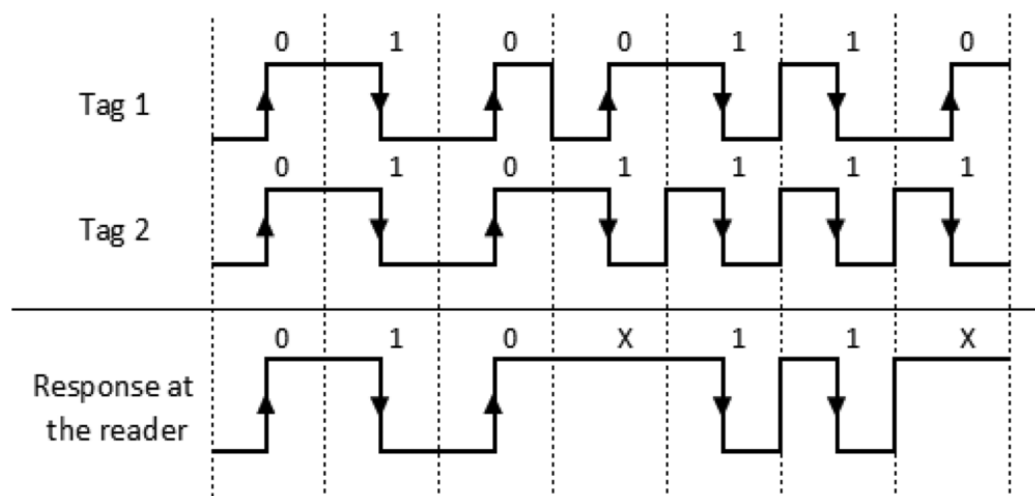 0 1 0 0 1 1 0
Tag 1
0 1 0 1 1 1 1
Tag 2
0 1 0 X 1 1 X
Response at
the reader